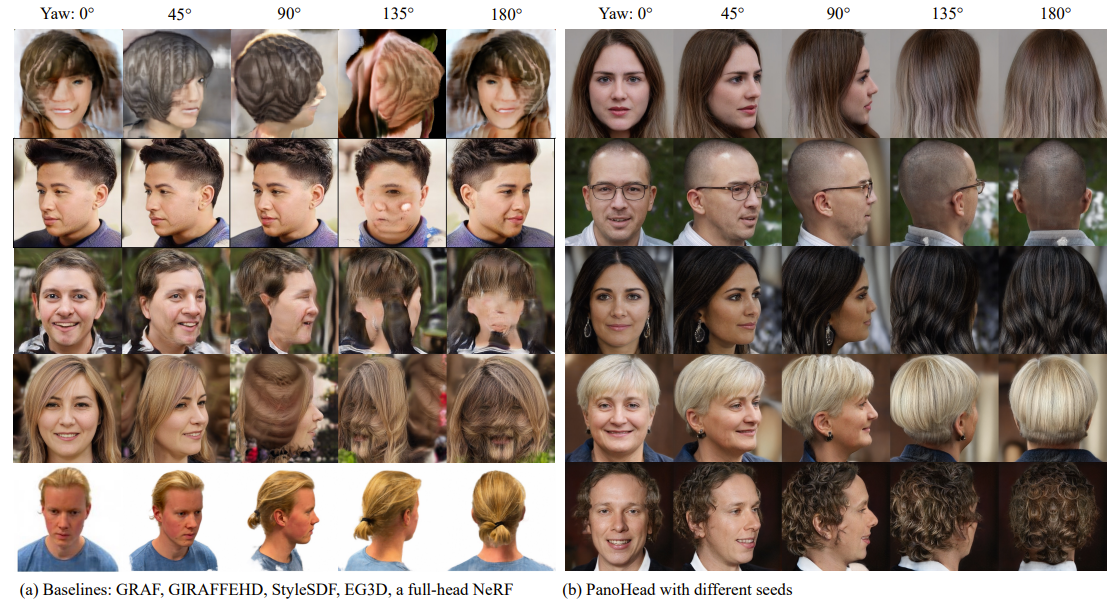 Yaw: 0° 45° 90° 135° 180° Yaw: 0° 45° 90° 135° 180°
(a) Baselines: GRAF, GIRAFFEHD, StyleSDF, EG3D, a full-head NeRF
(b) PanoHead with different seeds